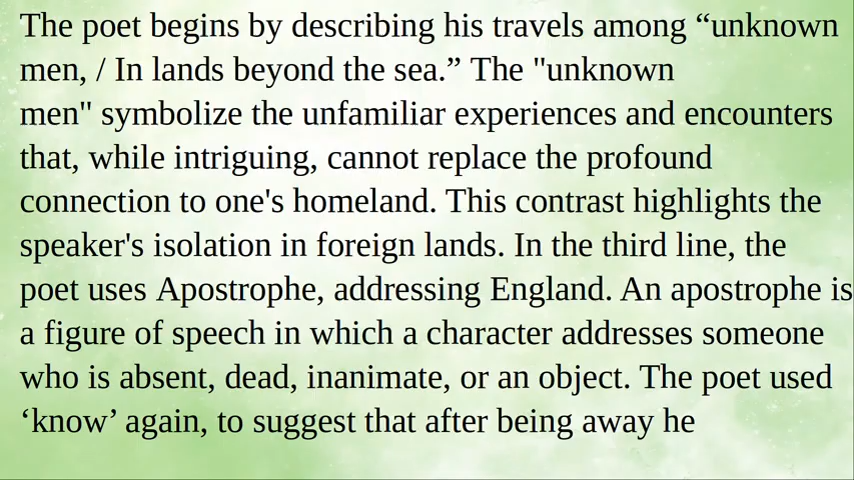 The poet begins by describing his travels among “unknown
men, / In lands beyond the sea.” The "unknown
men" symbolize the unfamiliar experiences and encounters
that, while intriguing, cannot replace the profound
connection to one's homeland. This contrast highlights the
speaker's isolation in foreign lands. In the third line, the
poet uses Apostrophe, addressing England. An apostrophe is
a figure of speech in which a character addresses someone
who is absent, dead, inanimate, or an object. The poet used
‘know’ again, to suggest that after being away he